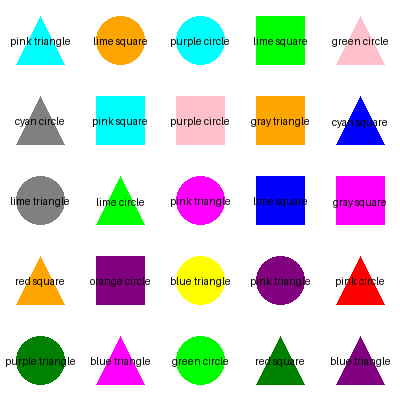 pink triangle
lime square
purple circle
lime square
green circle
cyan circle
pink square
purple circle
gray triangle
cyan square
lime triangle
lime circle
pink triangle
lime square
gray square
red square
orange circle
blue triangle
pink triangle
pink circle
purple triangle
blue triangle
green circle
red square
blue triangle